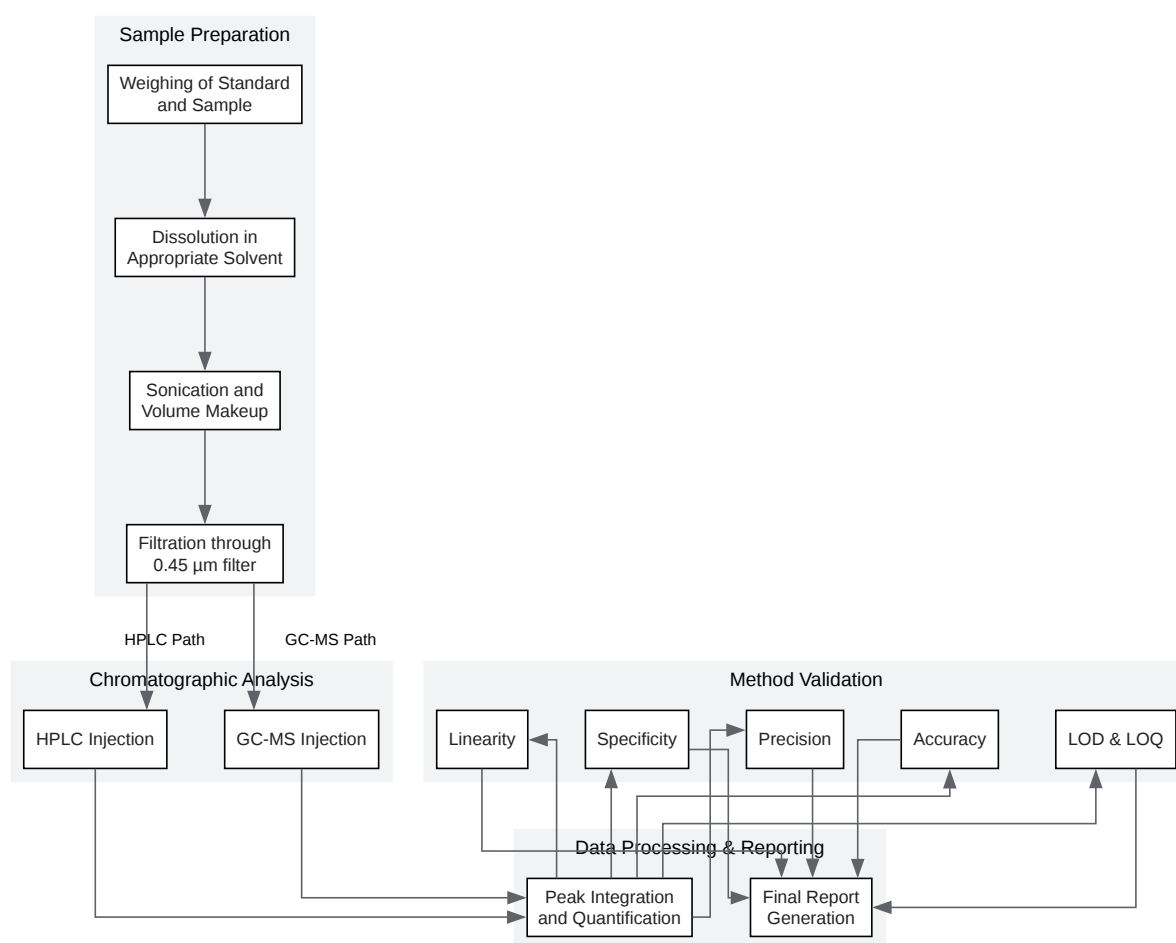 Sample Preparation
Weighing of Standard
and Sample
Dissolution in
Appropriate Solvent
Sonication and
Volume Makeup
Filtration through
0.45 µm filter
HPLC Path
GC-MS Path
Chromatographic Analysis
HPLC Injection
GC-MS Injection
Method Validation
Linearity
Specificity
Precision
Accuracy
LOD & LOQ
Data Processing & Reporting
Peak Integration
and Quantification
Final Report
Generation